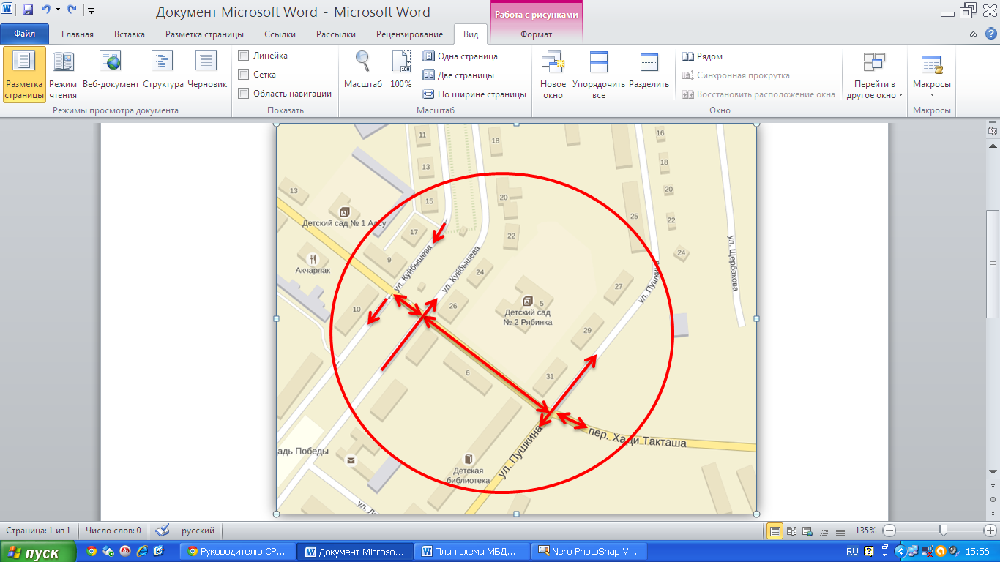 Документ Microsoft Word - Microsoft Word
Работа с рисунками
Файл
Главная
Вставка
Разметка страницы
Ссылки
Рассылки
Рецензирование
Вид
Формат
Разметка
страницы
Режим
чтения
Веб-документ
Структура
Черновик
Режимы просмотра документа
Линейка
Сетка
Область навигации
Показать
Масштаб
100
100%
Одна страница
Две страницы
По ширине страницы
Масштаб
Новое
окно
Упорядочить
все
Разделить
Рядом
Синхронная прокрутка
Восстановить расположение окна
Окно
Перейти в
другое окно
Макросы
Макросы
11
18
16
13
18
13
20
20
15
Детский сад № 1 Алсу
25
22
17
22
ул. Щербакова
9
24
Акчарлак
ул. Куйбышева
ул. Куйбышева
24
27
ул. Пушки
10
26
5
Детский сад
№ 2 Рябинка
29
6
31
пер. Хади Такташа
адь Победы
ул. Пушкина
Детская
библиотека
Страница: 1 из 1
Число слов: 0
русский
135%
пуск
Руководителю!СР...
Документ Microso...
План схема МБД...
Nero PhotoSnap V...
RU
15:56